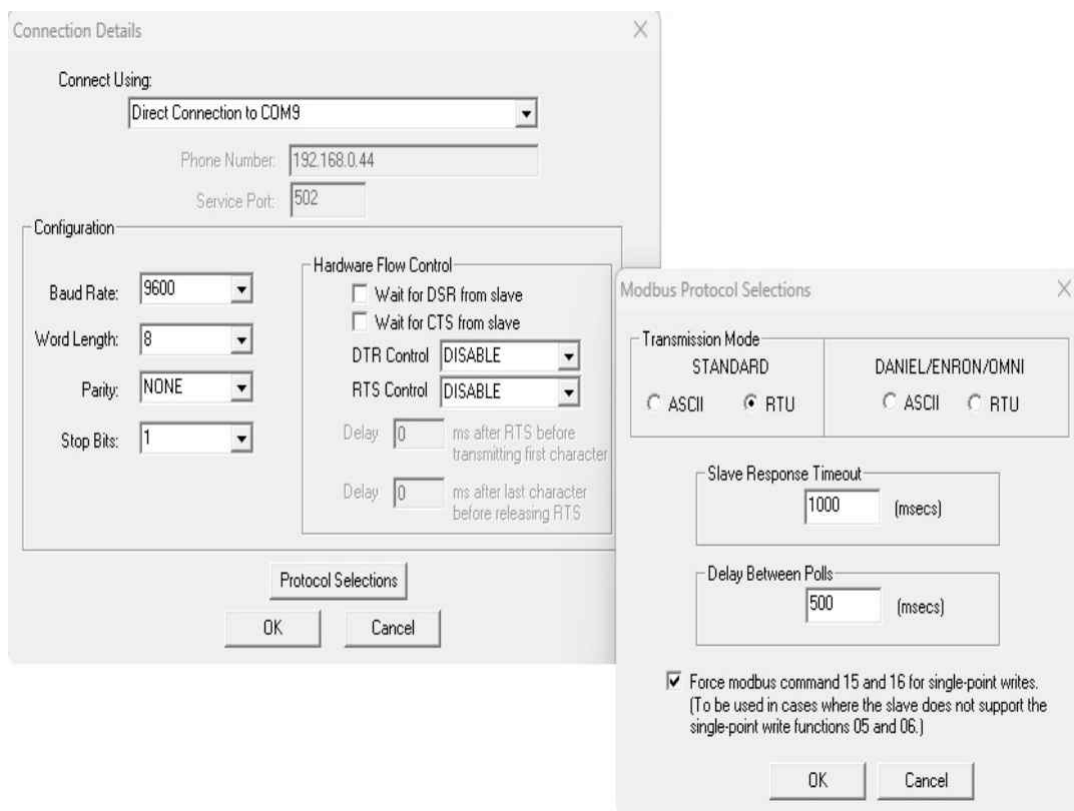 Connection Details
Connect Using:
Direct Connection to COM9
Phone Number: 192.168.0.44
Service Port: 502
Configuration
Baud Rate: 9600
Word Length: 8
Parity: NONE
Stop Bits: 1
Hardware Flow Control
Wait for DSR from slave
Wait for CTS from slave
DTR Control DISABLE
RTS Control DISABLE
Delay 0 ms after RTS before
transmitting first character
Delay 0 ms after last character
before releasing RTS
Protocol Selections
OK Cancel
Modbus Protocol Selections
Transmission Mode
STANDARD DANIEL/ENRON/OMNI
ASCII RTU ASCII RTU
Slave Response Timeout
1000 (msecs)
Delay Between Polls
500 (msecs)
Force modbus command 15 and 16 for single-point writes.
(To be used in cases where the slave does not support the
single-point write functions 05 and 06.)
OK Cancel